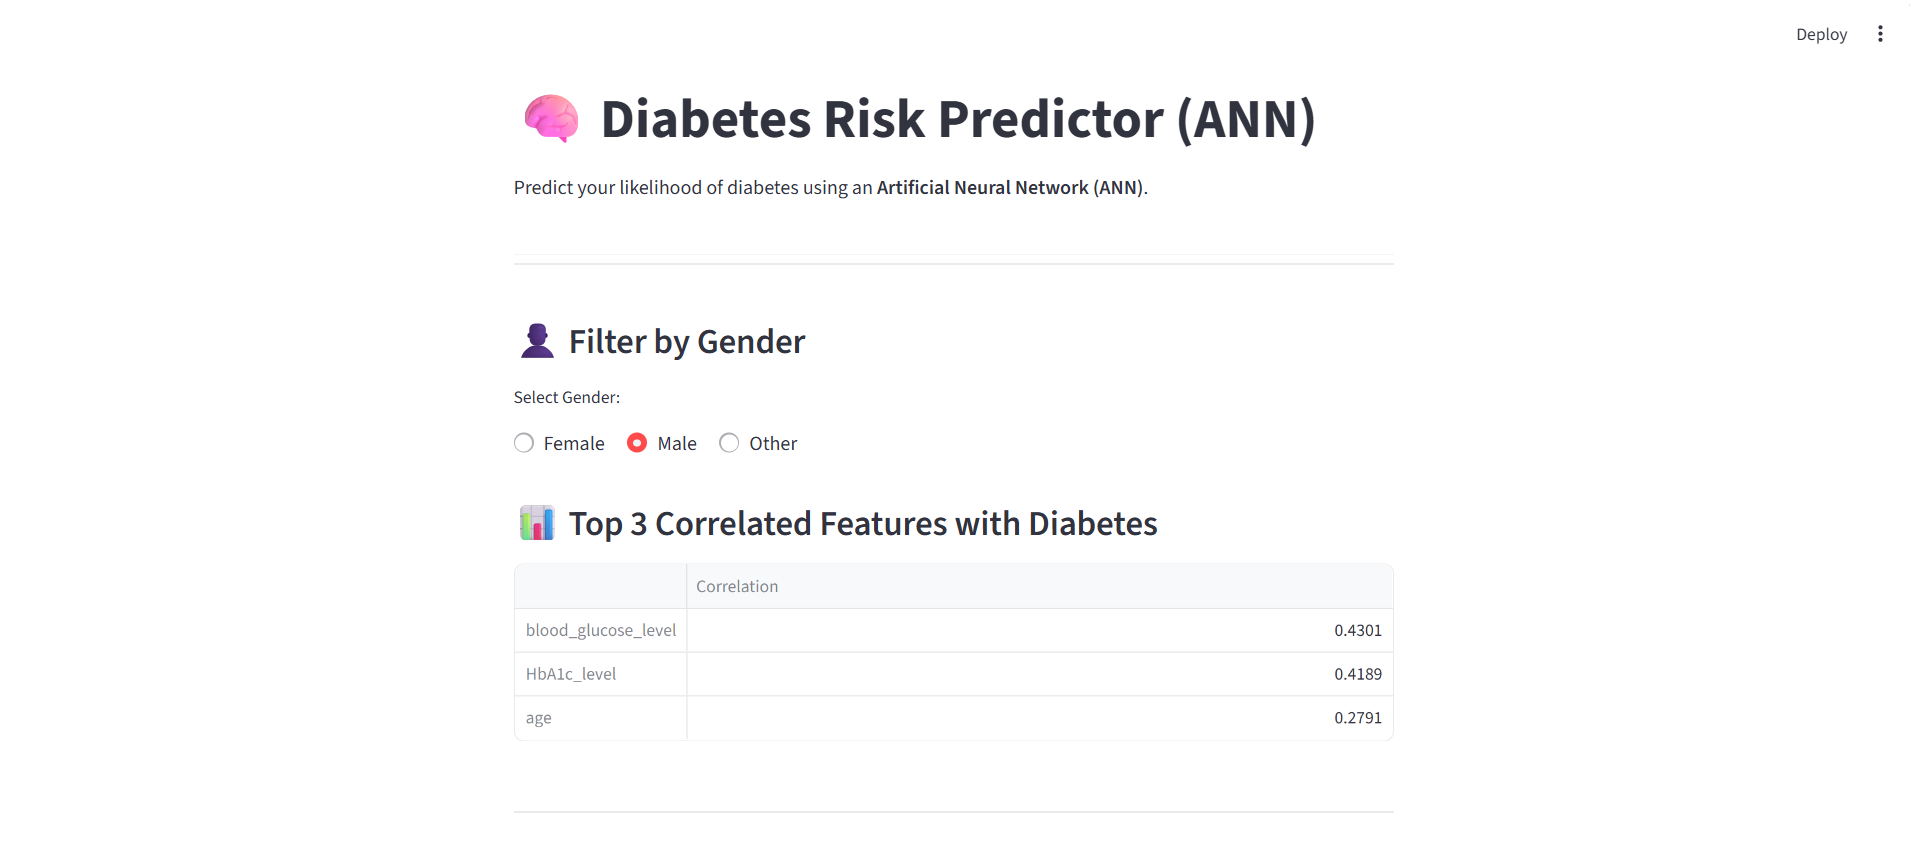 Deploy
Diabetes Risk Predictor (ANN)
Predict your likelihood of diabetes using an Artificial Neural Network (ANN).
Filter by Gender
Select Gender:
Female Male Other
Top 3 Correlated Features with Diabetes
Correlation
blood_glucose_level 0.4301
HbA1c_level 0.4189
age 0.2791